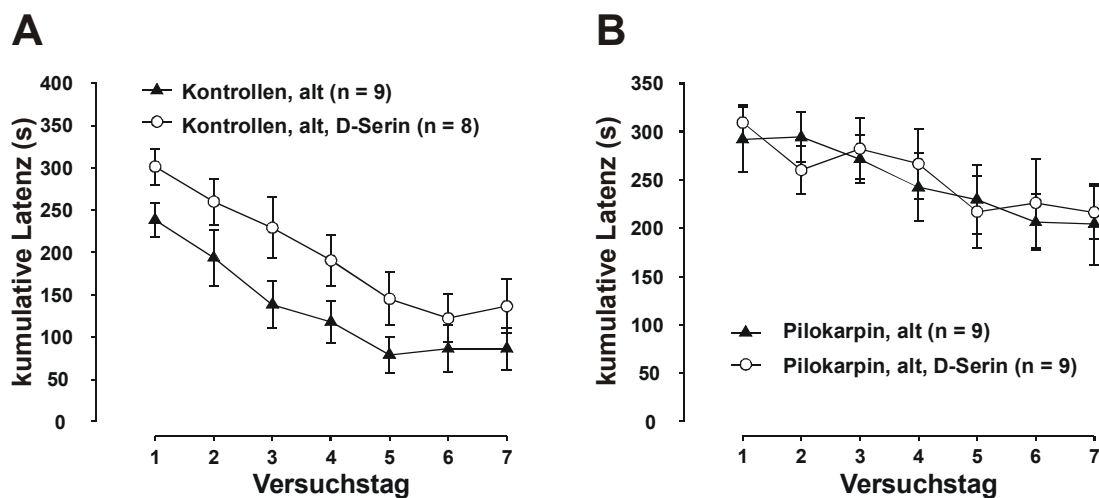 A
kumulative Latenz (s)
400
350
300
250
200
150
100
50
0
Kontrollen, alt (n = 9)
Kontrollen, alt, D-Serin (n = 8)
1 2 3 4 5 6 7
Versuchstag
B
kumulative Latenz (s)
350
300
250
200
150
100
50
0
Pilokarpin, alt (n = 9)
Pilokarpin, alt, D-Serin (n = 9)
1 2 3 4 5 6 7
Versuchstag